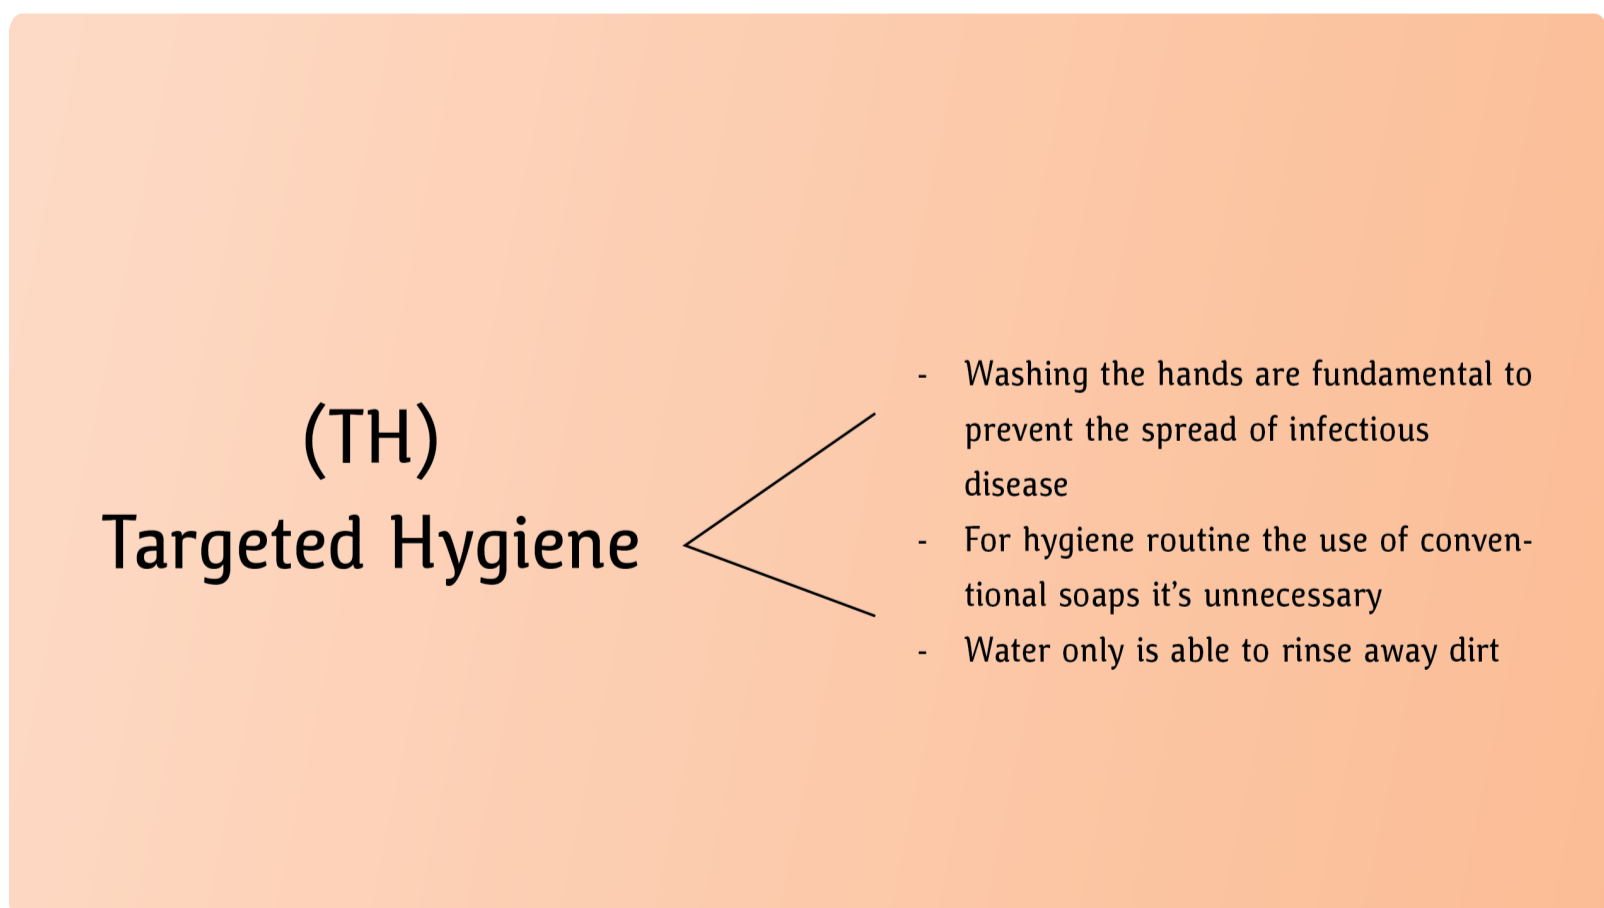 (TH)
Targeted Hygiene
- Washing the hands are fundamental to
prevent the spread of infectious
disease
- For hygiene routine the use of conven-
tional soaps it’s unnecessary
- Water only is able to rinse away dirt